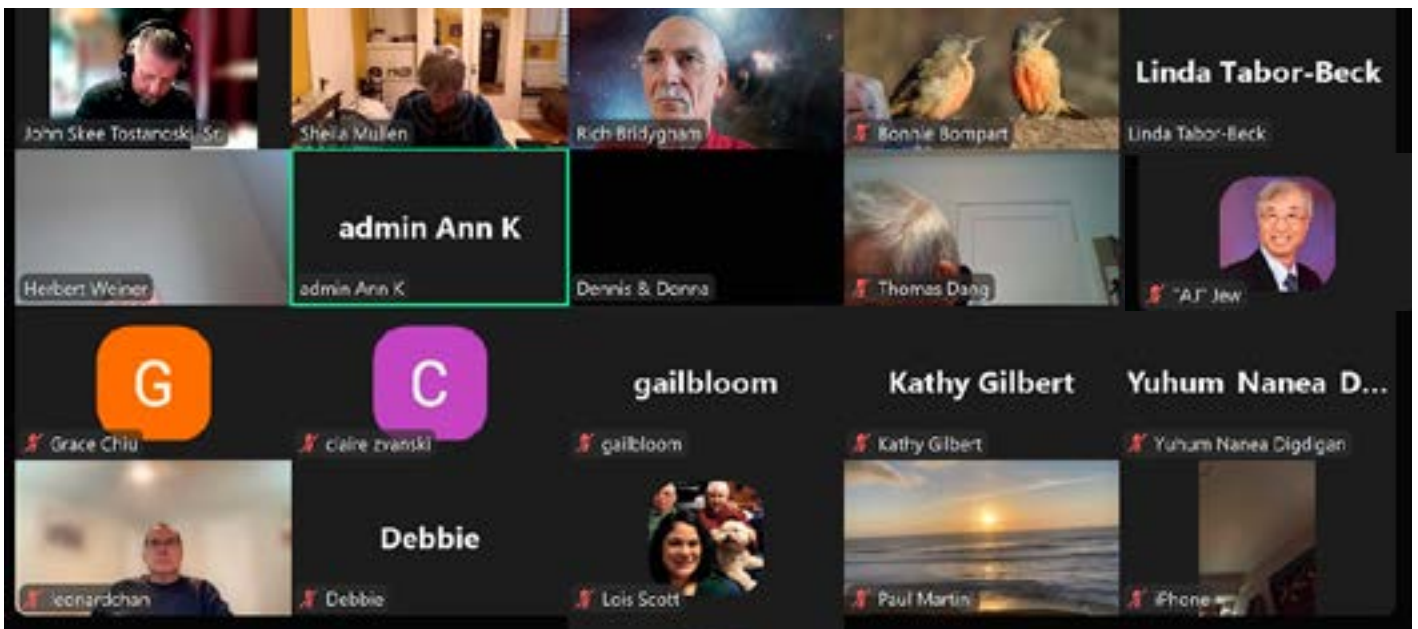 Linda Tabor-Beck
John Skee Tostanoski, Sr.
Sheila Mullen
Rich Bridygham
Bonnie Bompart
Linda Tabor-Beck
admin Ann K
Herbert Weiner
admin Ann K
Dennis & Donna
Thomas Dang
"AJ" Jew
G
C
gailbloom
Kathy Gilbert
Yuhum Nanea D...
Grace Chiu
claire zvanski
gailbloom
Kathy Gilbert
Yuhum Nanea Digdigan
Debbie
leonardchan
Debbie
Lois Scott
Paul Martin
iPhone